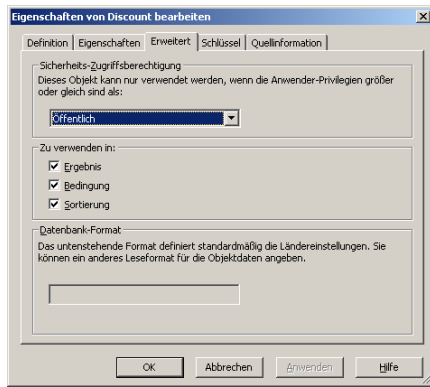 Eigenschaften von Discount bearbeiten
Definition
Eigenschaften
Erweitert
Schlüssel
Quellinformation
Sicherheits-Zugriffsberechtigung
Dieses Objekt kann nur verwendet werden, wenn die Anwender-Privilegien größer
oder gleich sind als:
Öffentlich
Zu verwenden in:
Ergebnis
Bedingung
Sortierung
Datenbank-Format
Das untenstehende Format definiert standardmäßig die Ländereinstellungen. Sie
können ein anderes Leseformat für die Objektdaten angeben.
OK
Abbrechen
Anwenden
Hilfe